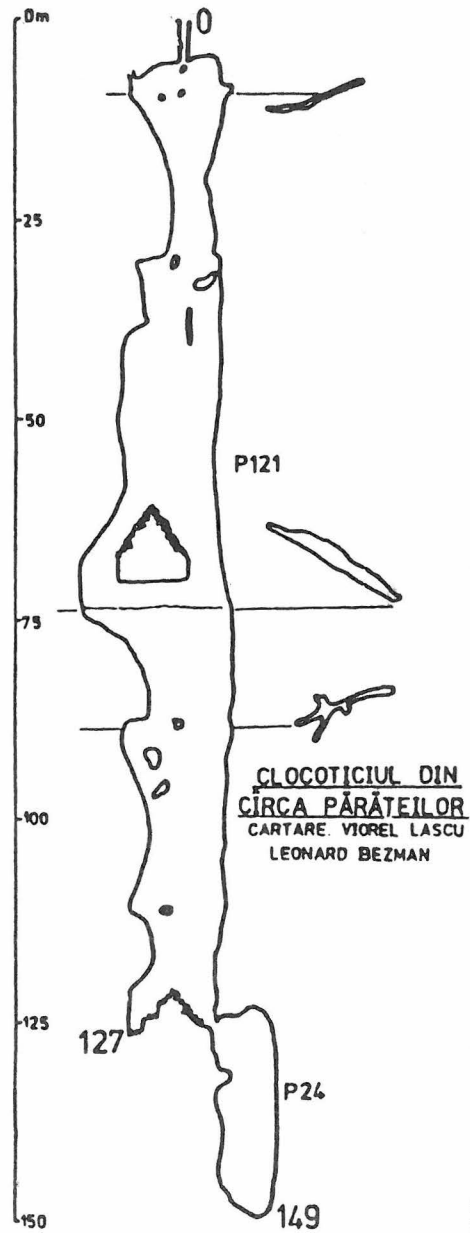 0m
0
25
50
P121
75
100
CLOCOTICIUL DIN
CÎRCA PĂRĂȚEILOR
CARTARE. VIOREL LASCU
LEONARD BEZMAN
125
127
P24
149
150